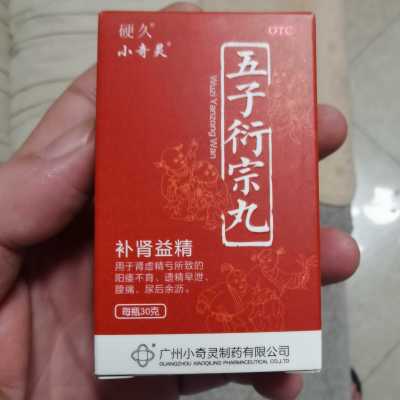 硬久®
小奇灵®
OTC
五子衍宗丸
Wuzi Yanzong Wan
补肾益精
用于肾虚精亏所致的
阳痿不育、遗精早泄、
腰痛、尿后余沥。
每瓶30克
广州小奇灵制药有限公司
GUANGZHOU XIAOQILING PHARMACEUTICAL CO.,LTD